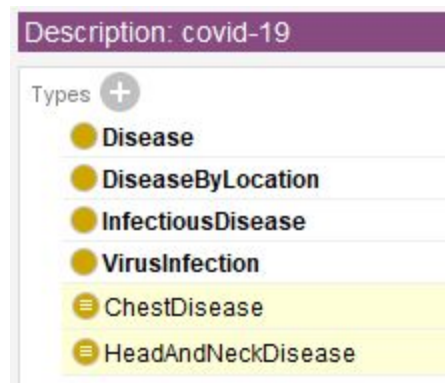 Description: covid-19
Types
Disease
DiseaseByLocation
InfectiousDisease
VirusInfection
ChestDisease
HeadAndNeckDisease